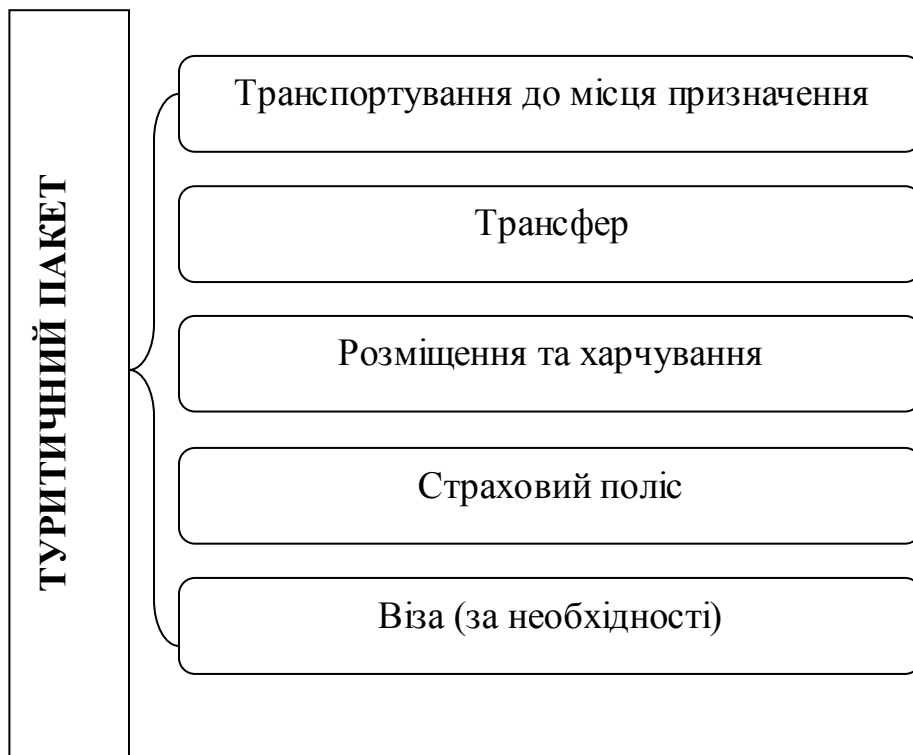 ТУРИТИЧНИЙ ПАКЕТ
Транспортування до місця призначення
Трансфер
Розміщення та харчування
Страховий поліс
Віза (за необхідності)